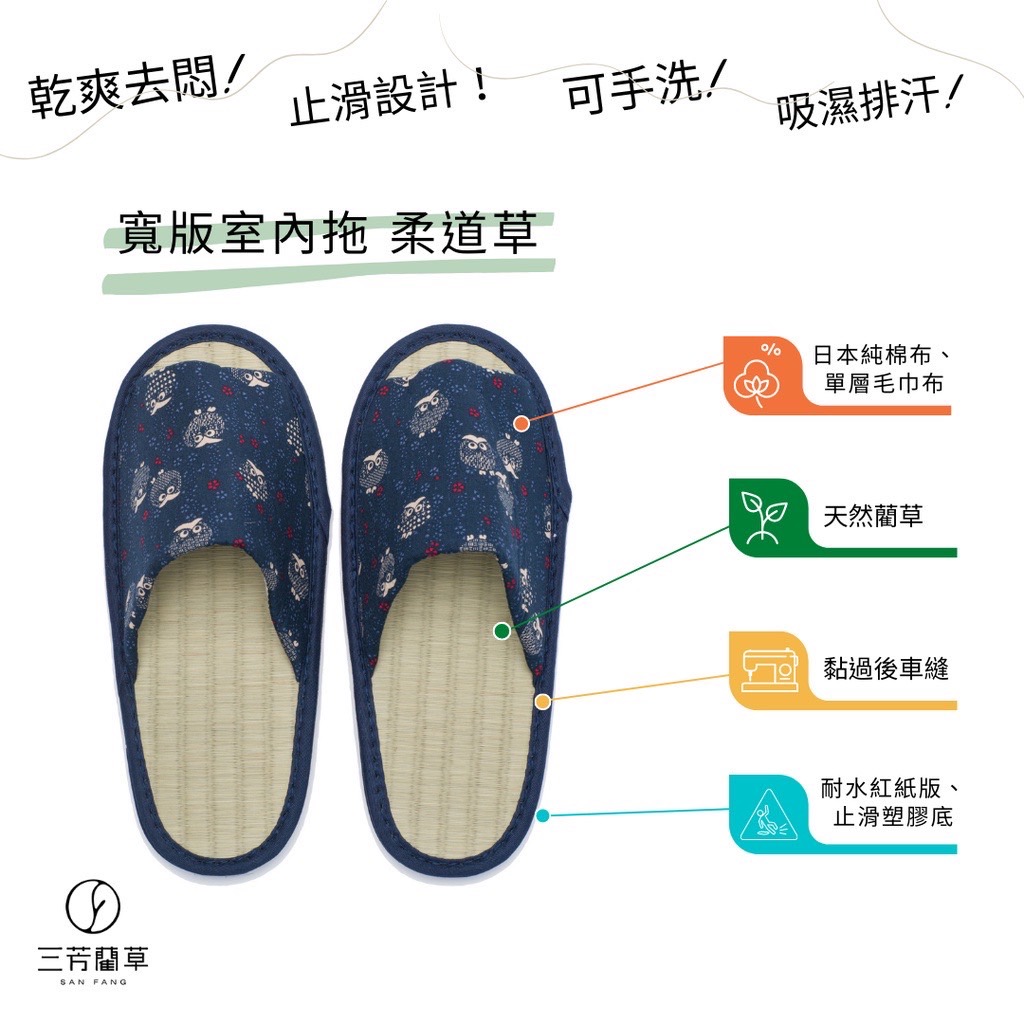 乾爽去悶!
止滑設計!
可手洗!
吸濕排汗!
寬版室內拖 柔道草
%
日本純棉布、
單層毛巾布
天然藺草
黏過後車縫
耐水紅紙版、
止滑塑膠底
三芳藺草
SAN FANG